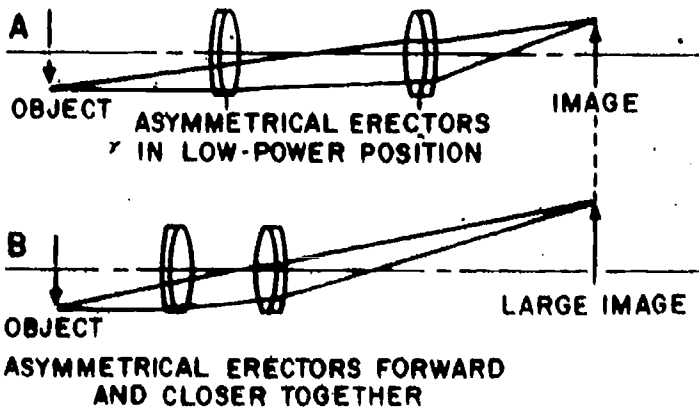 A
OBJECT
IMAGE
ASYMMETRICAL ERECTORS
IN LOW-POWER POSITION
B
OBJECT
LARGE IMAGE
ASYMMETRICAL ERECTORS FORWARD
AND CLOSER TOGETHER